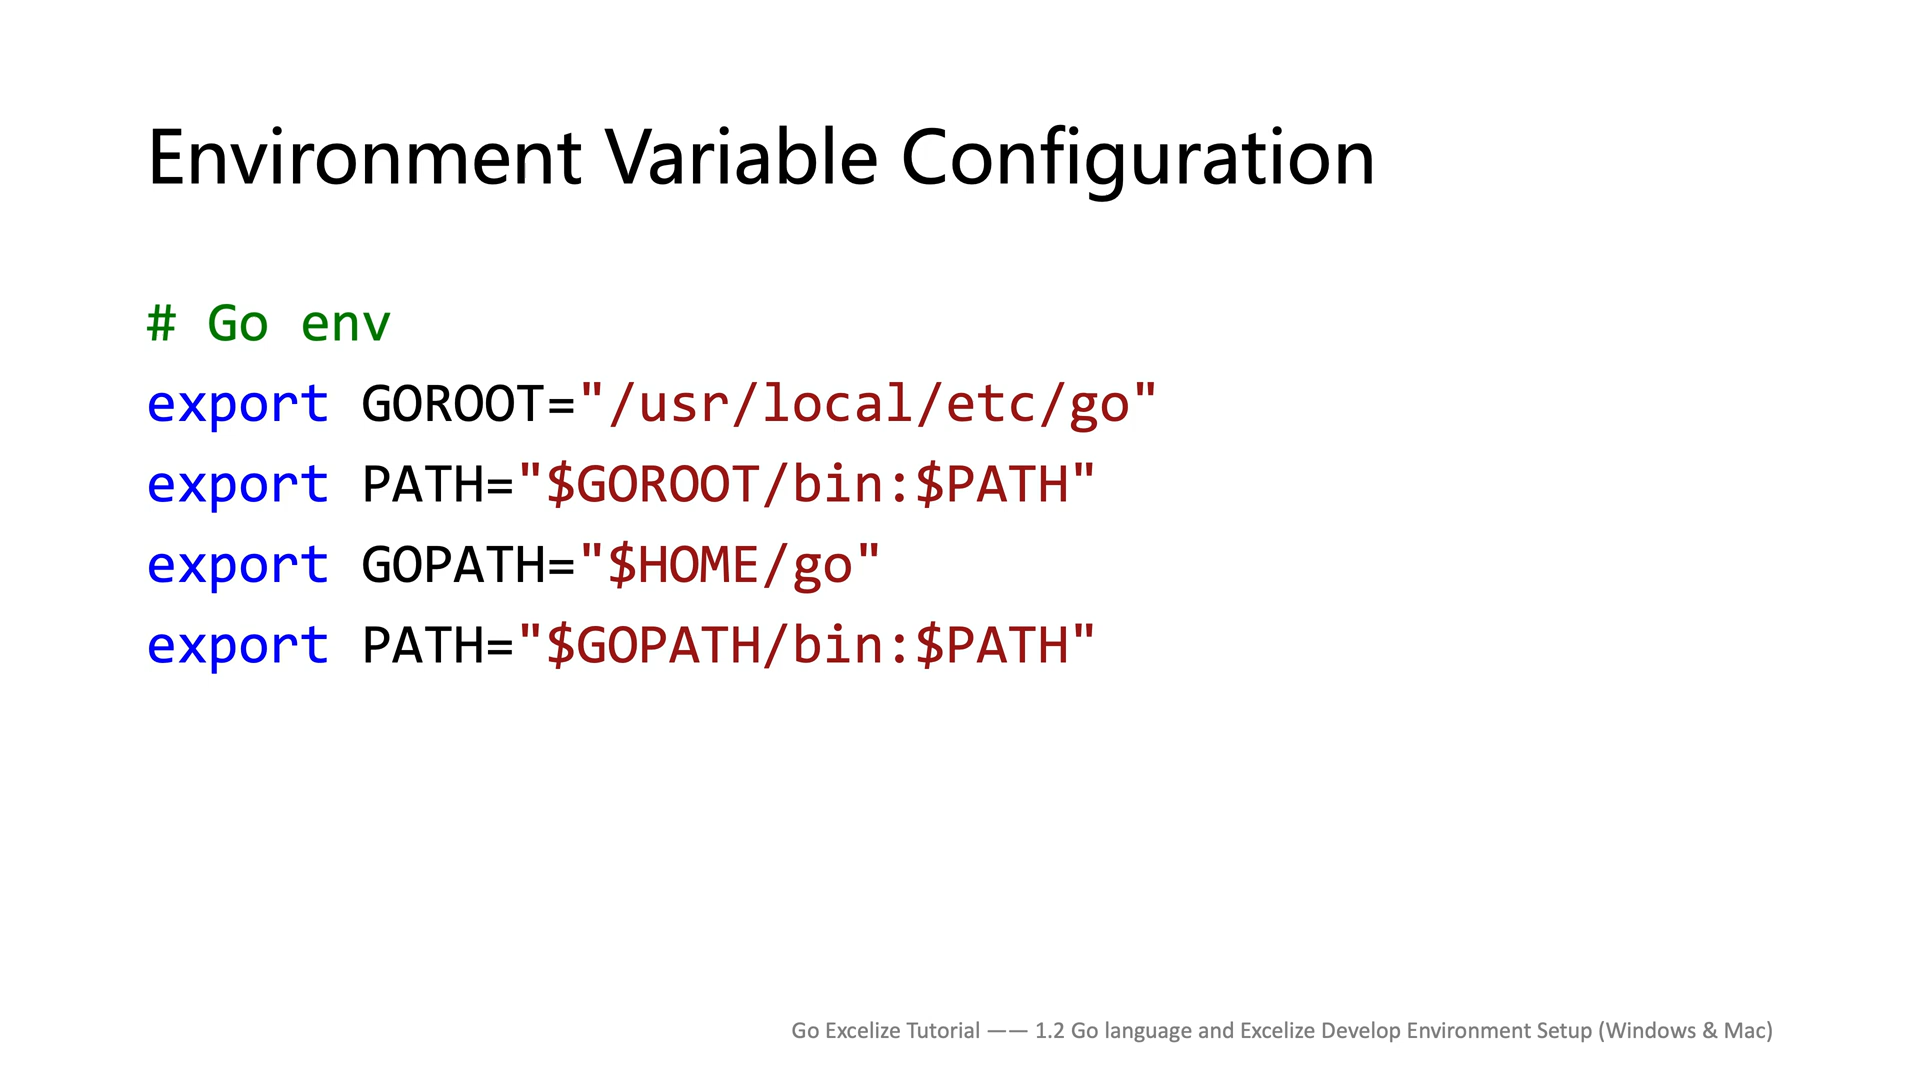 Environment Variable Configuration
# Go env
export GOROOT="/usr/local/etc/go"
export PATH="$GOROOT/bin:$PATH"
export GOPATH="$HOME/go"
export PATH="$GOPATH/bin:$PATH"
Go Excelize Tutorial —— 1.2 Go language and Excelize Develop Environment Setup (Windows & Mac)